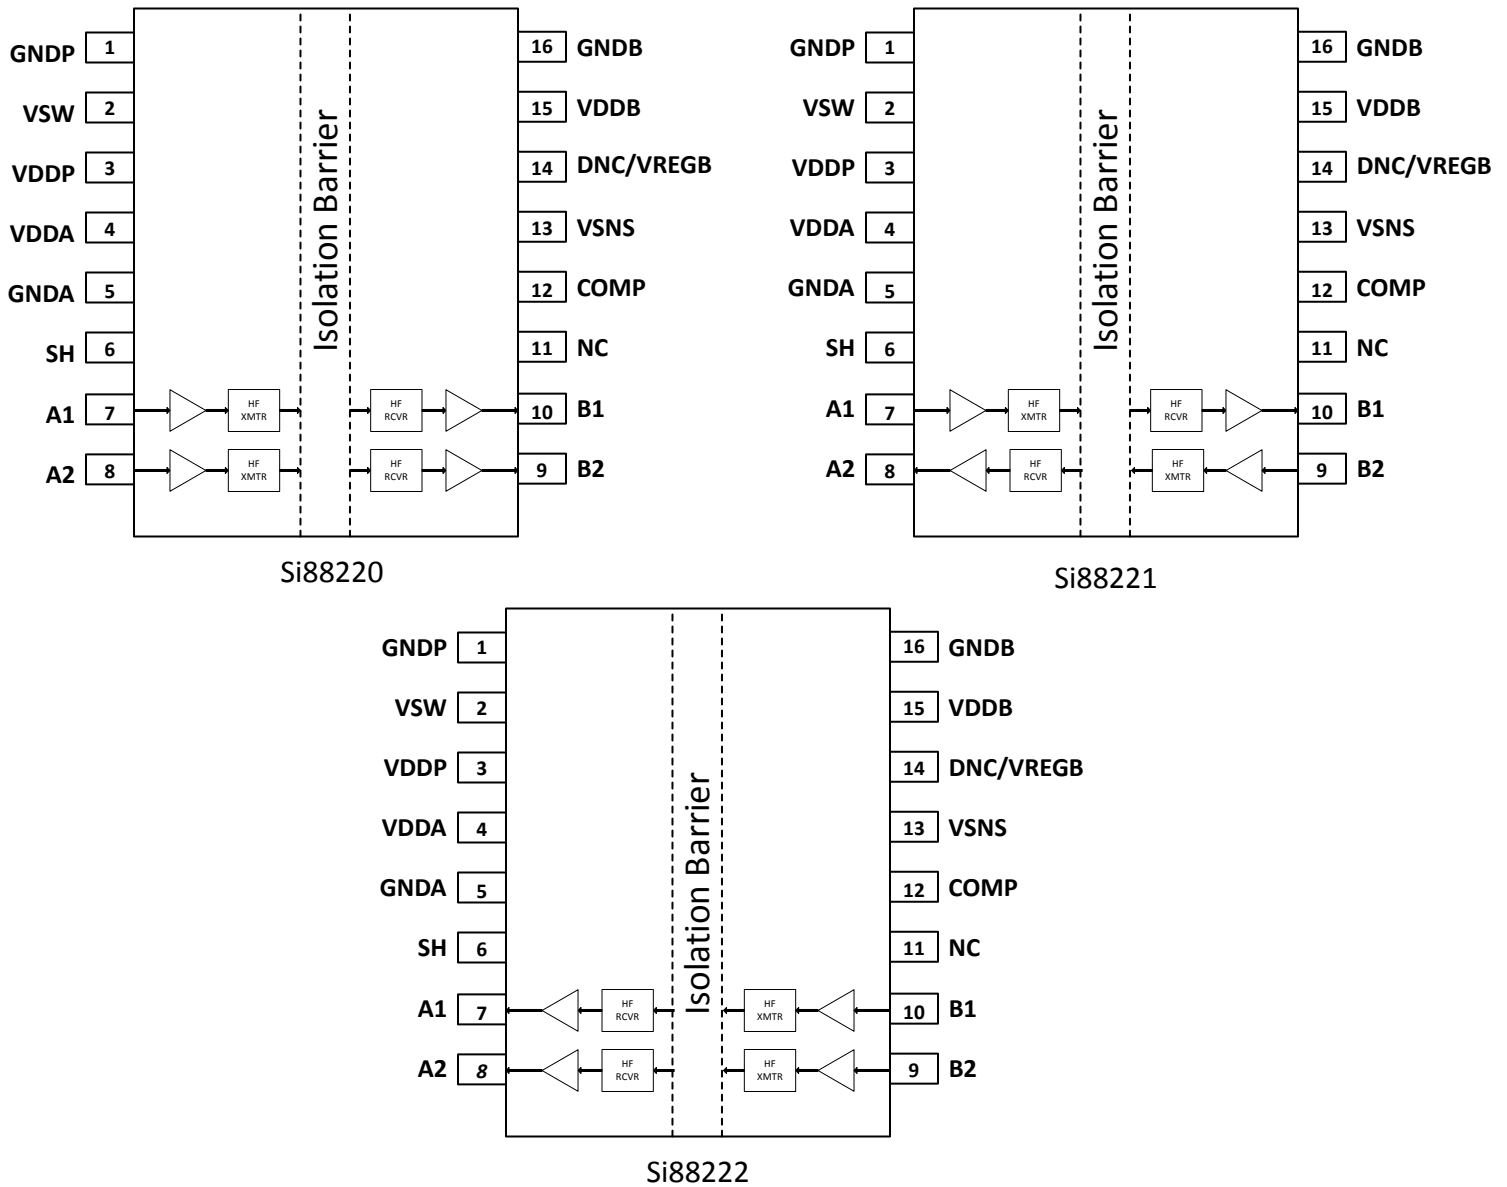 GNDP 1
VSW 2
VDDP 3
VDDA 4
GNDA 5
SH 6
A1 7
A2 8
HF XMTR
HF XMTR
Isolation Barrier
HF RCVR
HF RCVR
16 GNDB
15 VDDB
14 DNC/VREGB
13 VSNS
12 COMP
11 NC
10 B1
9 B2
Si88220
GNDP 1
VSW 2
VDDP 3
VDDA 4
GNDA 5
SH 6
A1 7
A2 8
HF XMTR
HF RCVR
Isolation Barrier
HF RCVR
HF XMTR
16 GNDB
15 VDDB
14 DNC/VREGB
13 VSNS
12 COMP
11 NC
10 B1
9 B2
Si88221
GNDP 1
VSW 2
VDDP 3
VDDA 4
GNDA 5
SH 6
A1 7
A2 8
HF RCVR
HF RCVR
Isolation Barrier
HF XMTR
HF XMTR
16 GNDB
15 VDDB
14 DNC/VREGB
13 VSNS
12 COMP
11 NC
10 B1
9 B2
Si88222